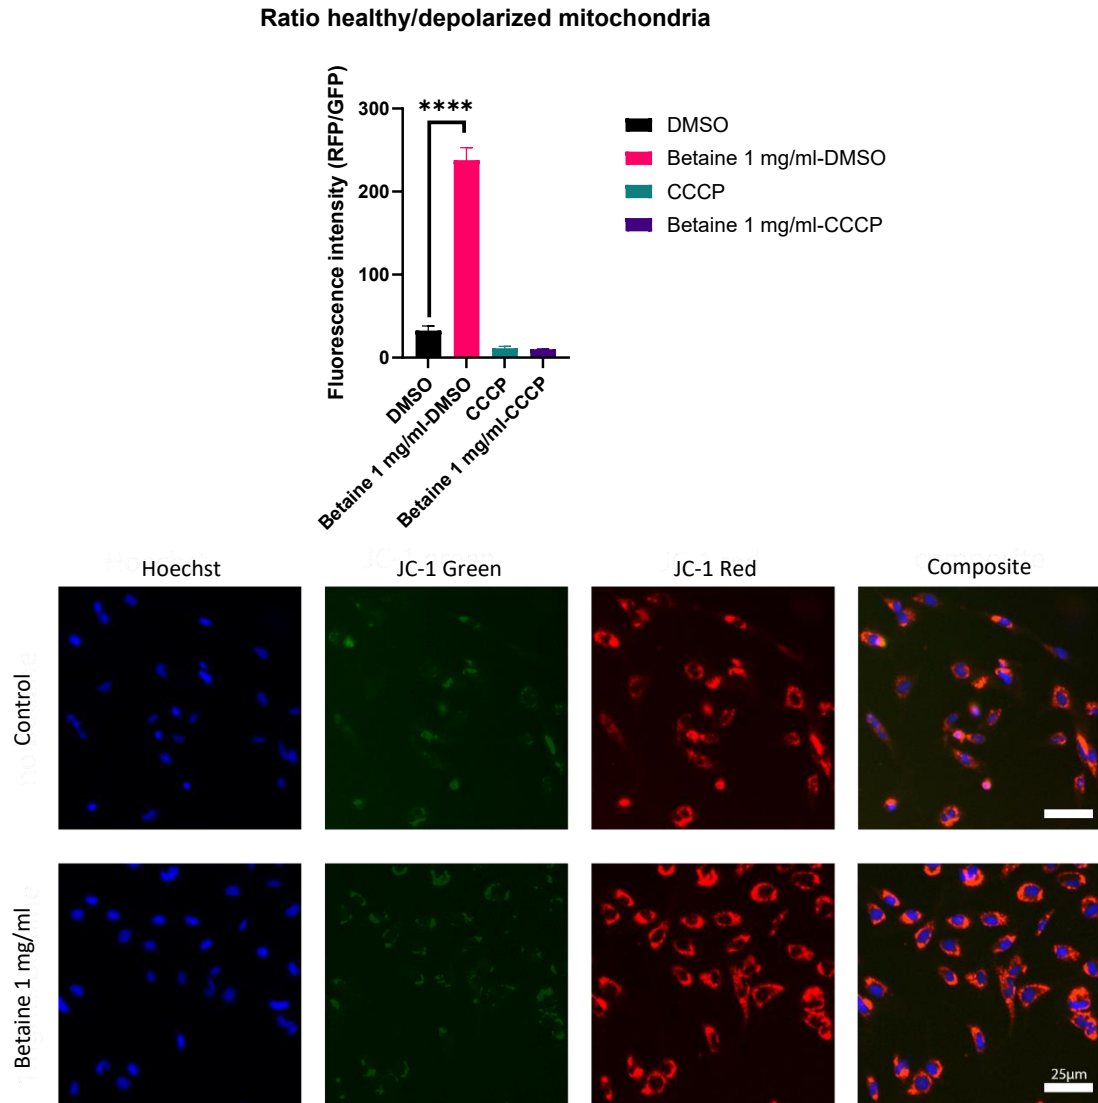 Ratio healthy/depolarized mitochondria
Fluorescence intensity (RFP/GFP)
300
200
100
0
****
DMSO
Betaine 1 mg/ml-DMSO
CCCP
Betaine 1 mg/ml-CCCP
DMSO
Betaine 1 mg/ml-DMSO
CCCP
Betaine 1 mg/ml-CCCP
Hoechst
JC-1 Green
JC-1 Red
Composite
Control
Betaine 1 mg/ml
25μm